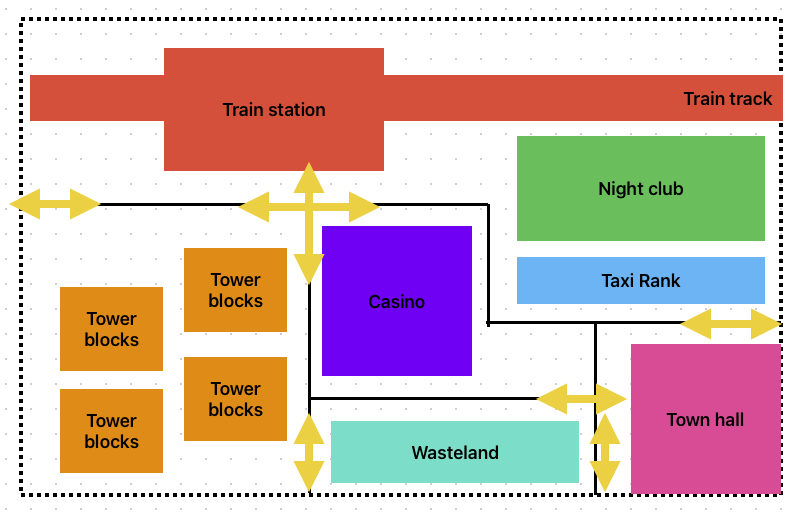 Train track
Train station
Night club
Tower
blocks
Taxi Rank
Casino
Tower
blocks
Tower
blocks
Tower
blocks
Town hall
Wasteland